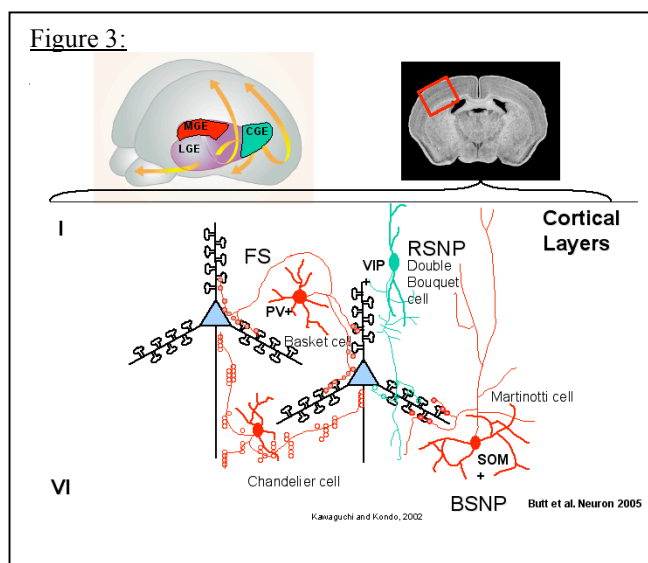 Figure 3:
MGE
CGE
LGE
I
Cortical
Layers
FS
RSNP
VIP
+
Double
Bouquet
cell
PV+
Basket cell
Martinotti cell
SOM
+
Chandelier cell
VI
BSNP
Butt et al. Neuron 2005
Kawaguchi and Kondo, 2002